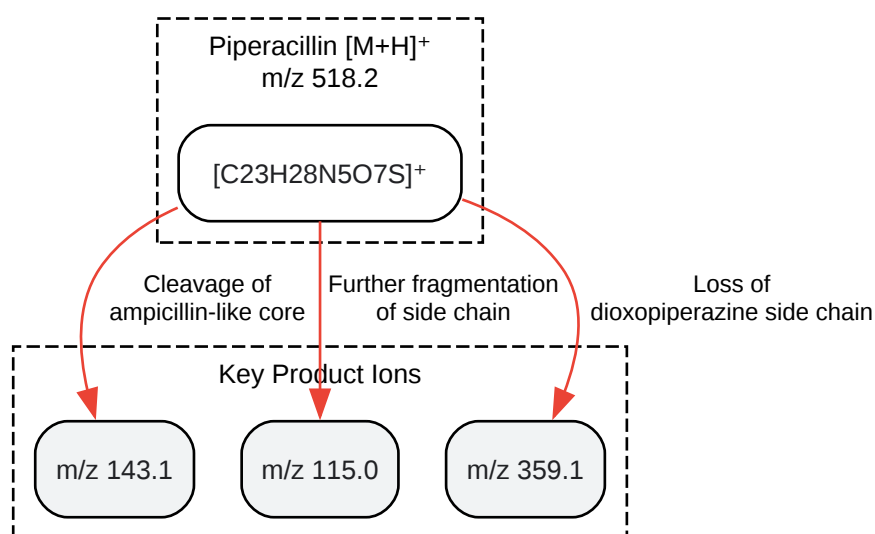 Piperacillin [M+H]⁺
m/z 518.2
[C23H28N5O7S]⁺
Cleavage of
ampicillin-like core
Further fragmentation
of side chain
Loss of
dioxopiperazine side chain
Key Product Ions
m/z 143.1
m/z 115.0
m/z 359.1